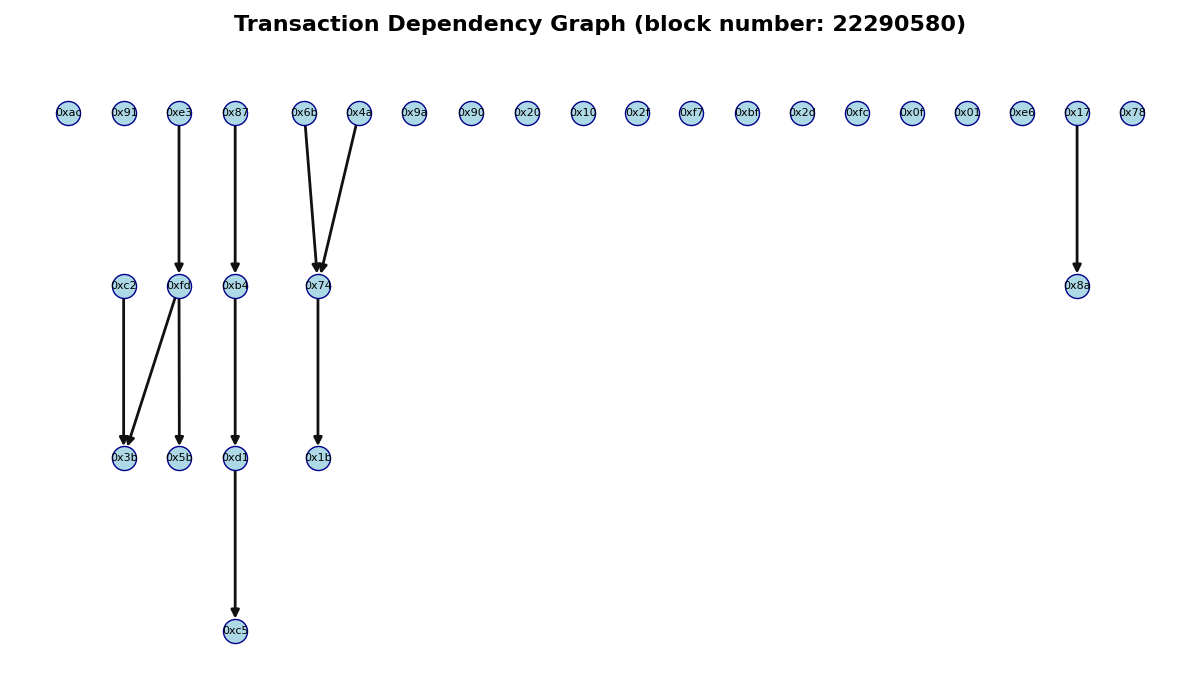 Transaction Dependency Graph (block number: 22290580)
0xac 0x91 0xe3 0x87 0x6b 0x4a 0x9a 0x90 0x20 0x10 0x2f 0xf7 0xbf 0x2d 0xfc 0x0f 0x01 0xe6 0x17 0x78
0xc2 0xfd 0xb4 0x74 0x8a
0x3b 0x5b 0xd1 0x1b
0xc5